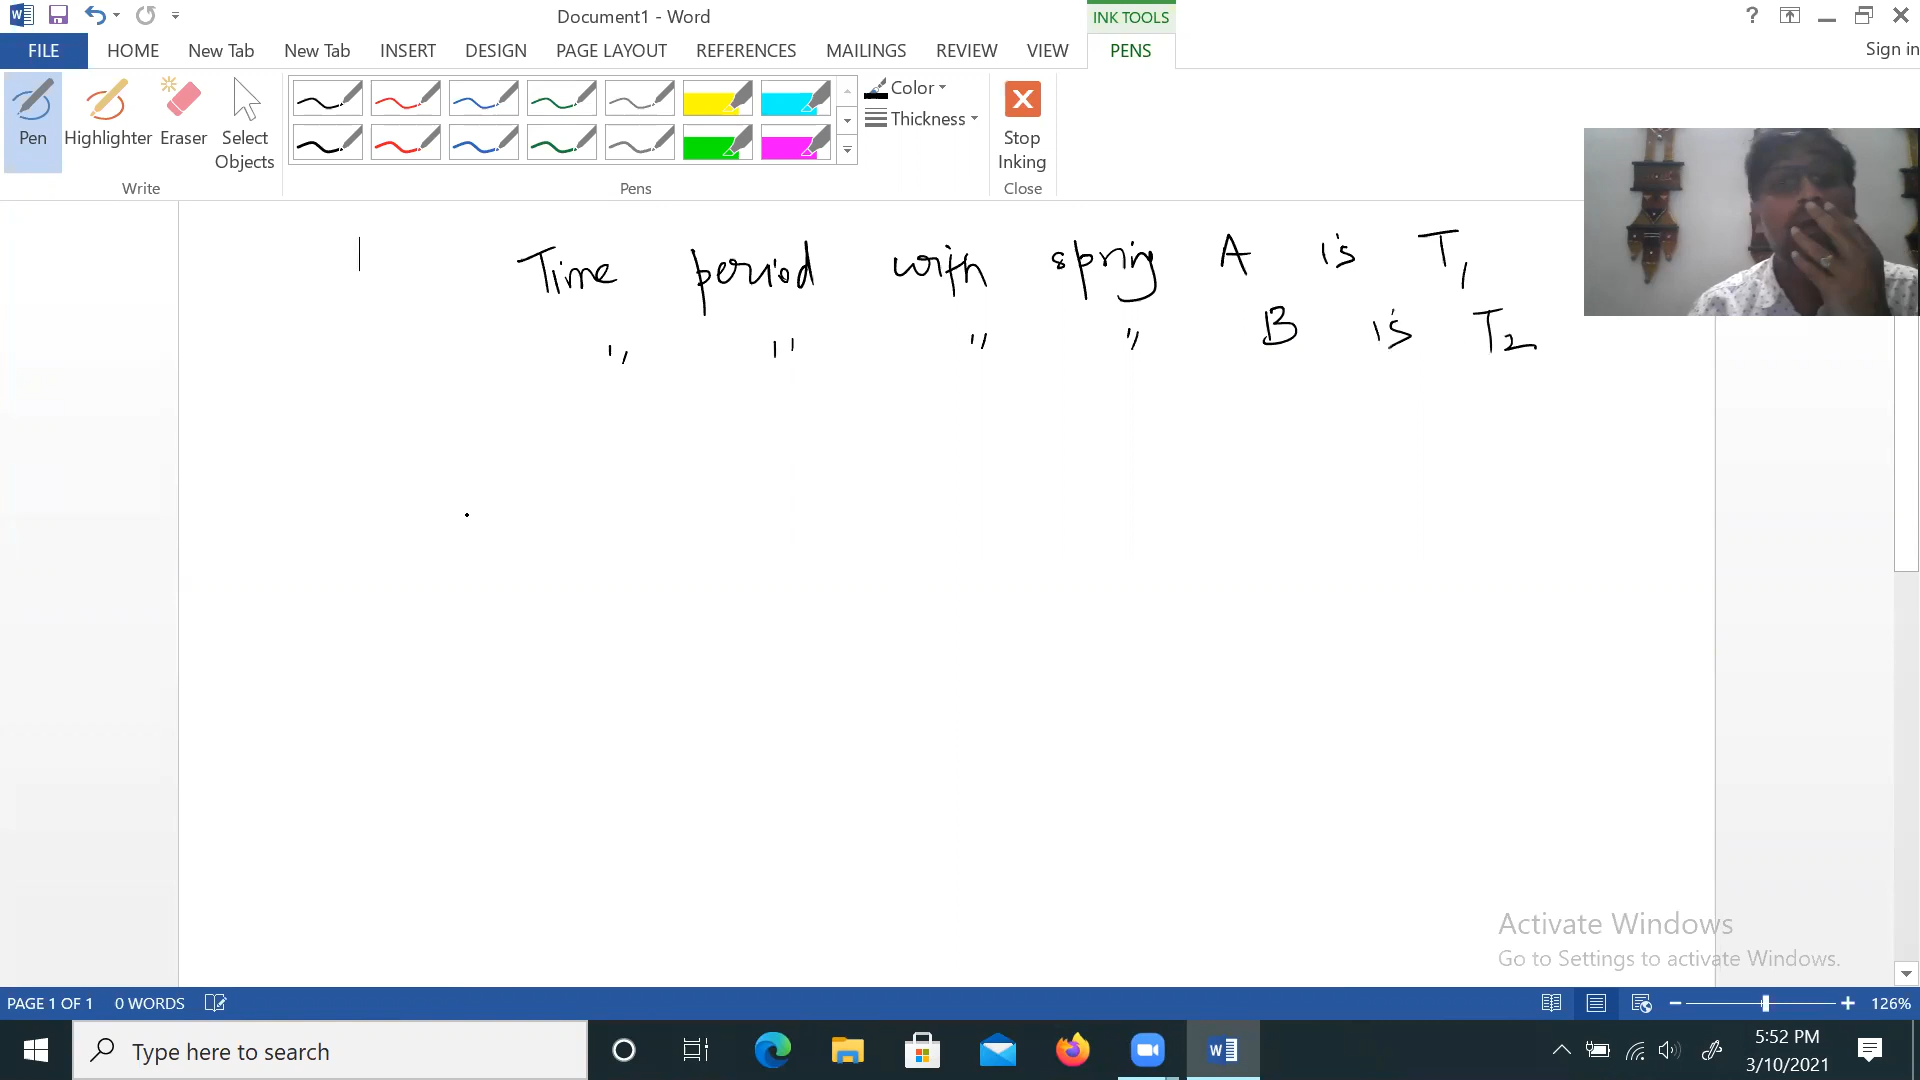 Document1 - Word
INK TOOLS
FILE HOME New Tab New Tab INSERT DESIGN PAGE LAYOUT REFERENCES MAILINGS REVIEW VIEW PENS Sign in
Pen Highlighter Eraser Select Objects
Color
Thickness
Stop Inking
Write Pens Close
Time period with spring A is T1
" " " " B is T2
Activate Windows
Go to Settings to activate Windows.
PAGE 1 OF 1 0 WORDS 126%
Type here to search
5:52 PM
3/10/2021